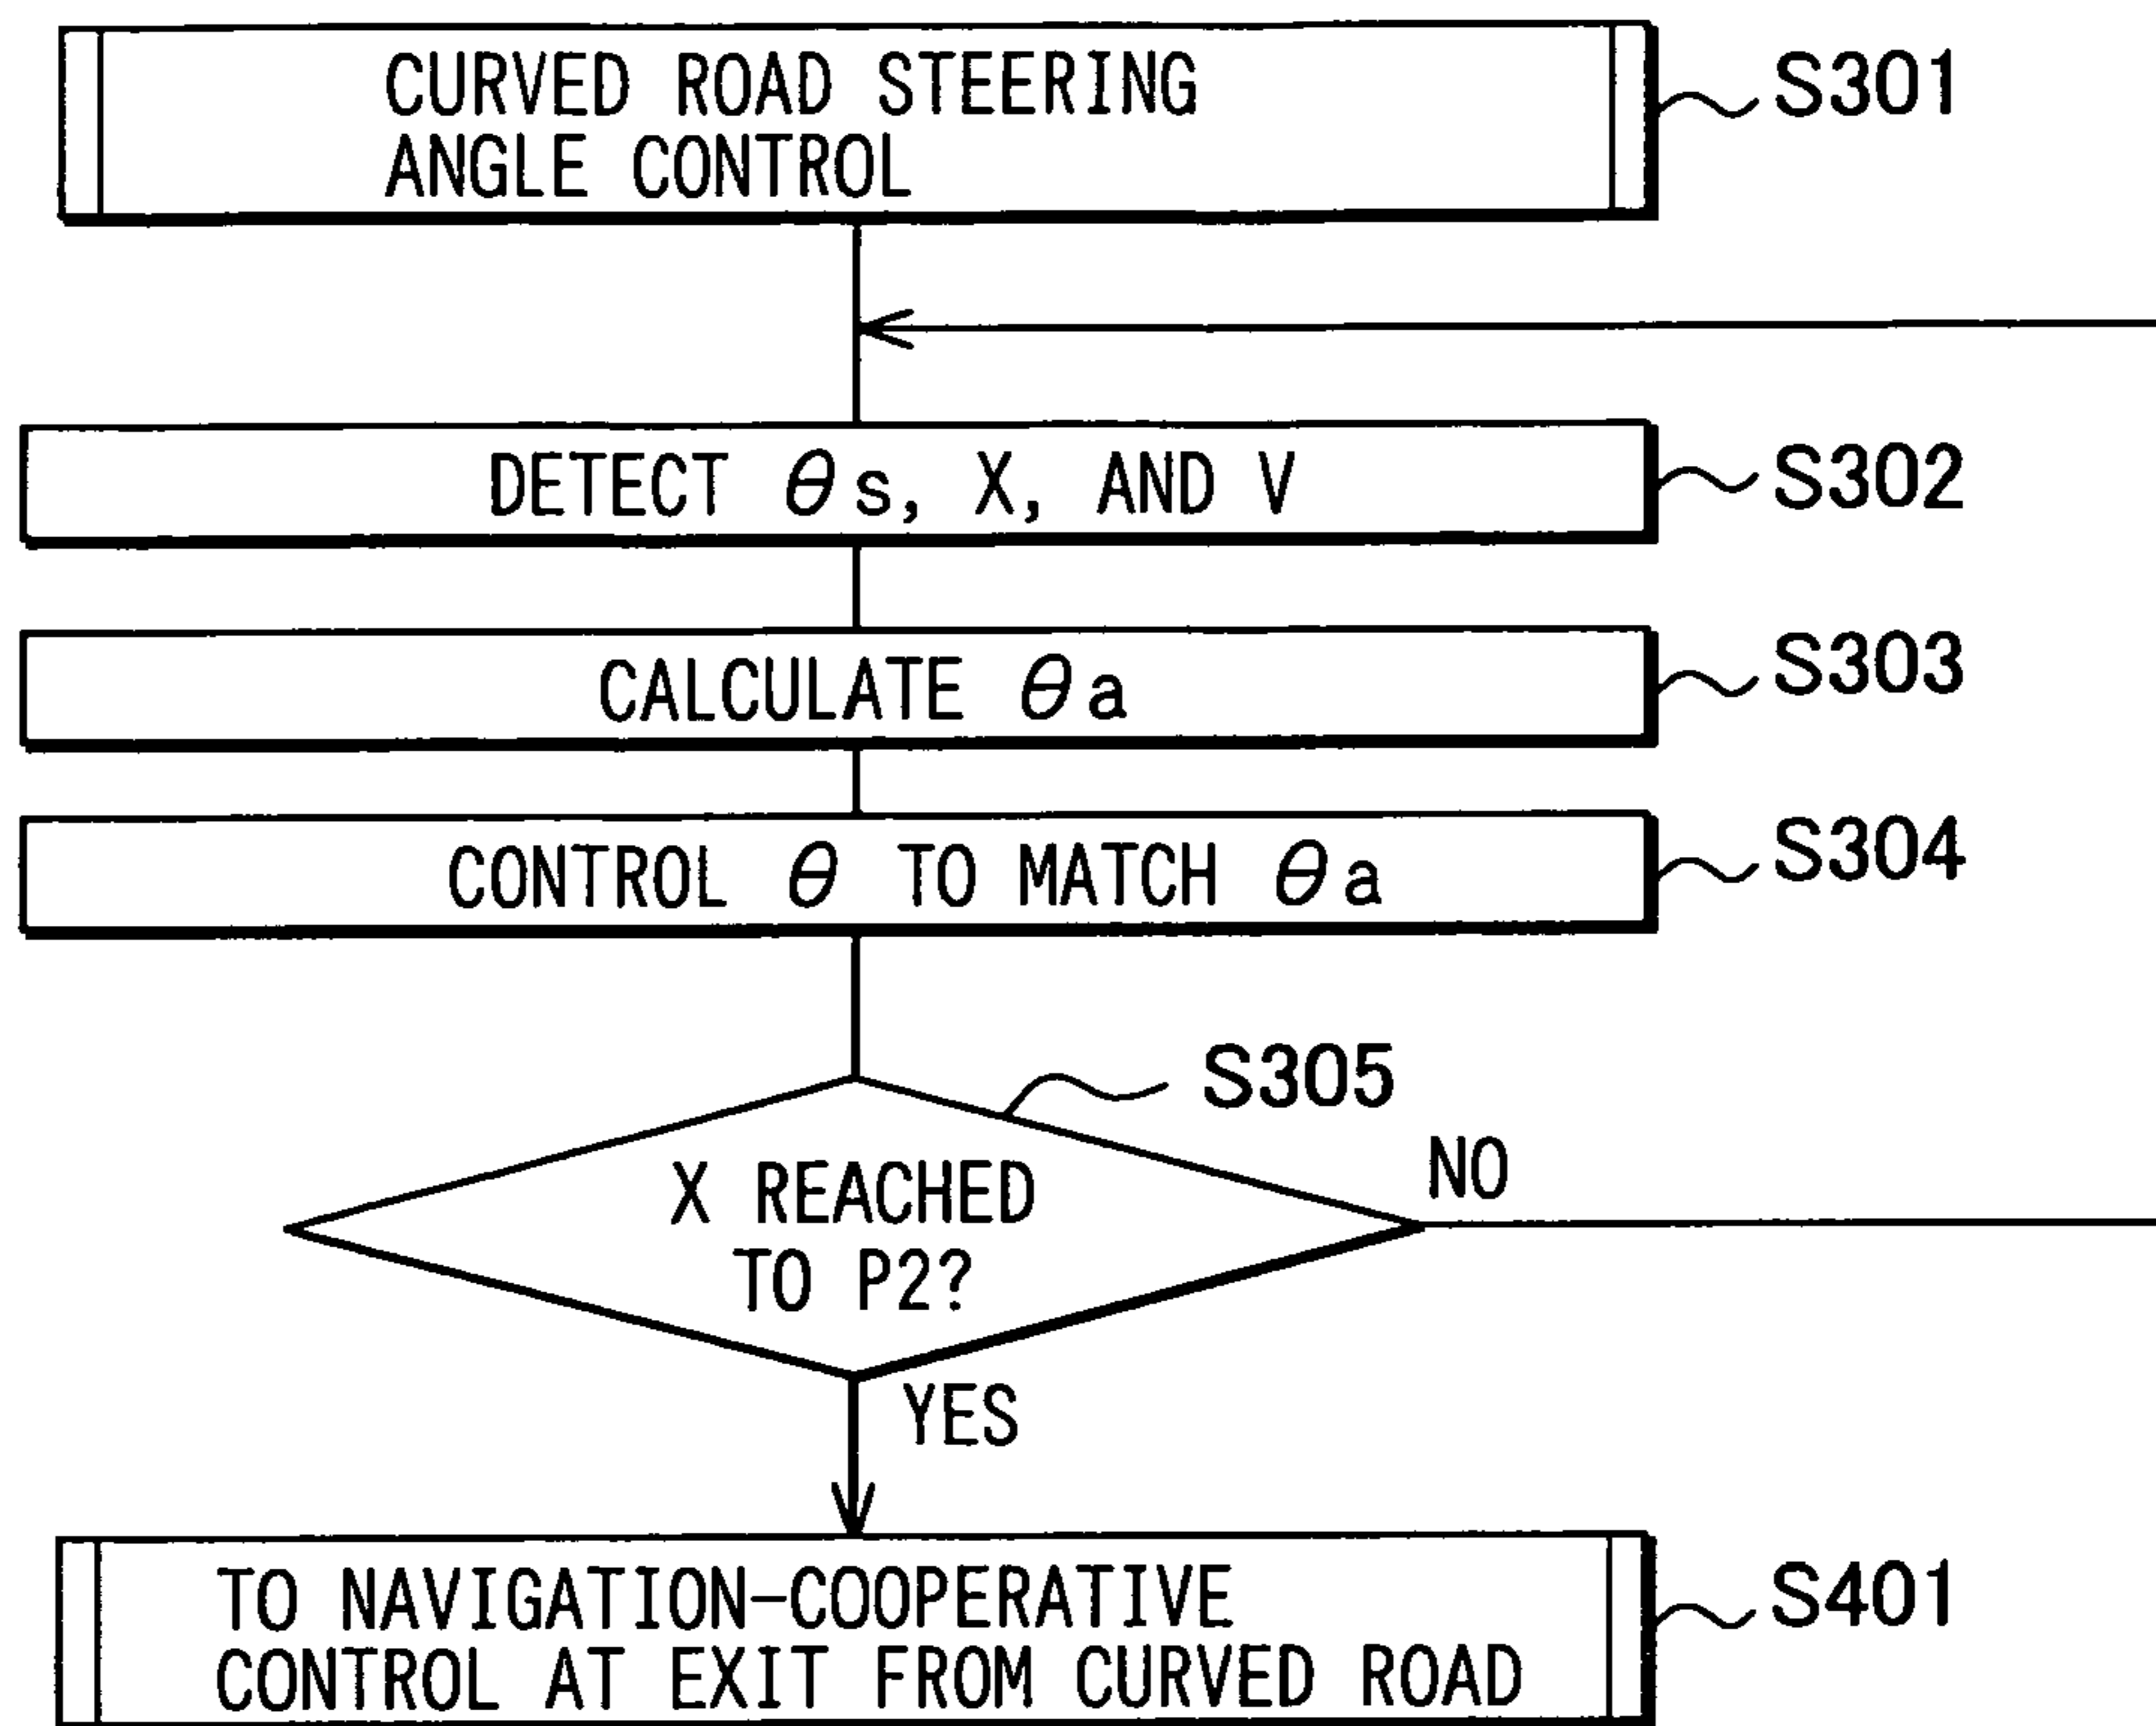 CURVED ROAD STEERING
ANGLE CONTROL
S301
DETECT θs, X, AND V
S302
CALCULATE θa
S303
CONTROL θ TO MATCH θa
S304
S305
X REACHED
TO P2?
NO
YES
TO NAVIGATION-COOPERATIVE
CONTROL AT EXIT FROM CURVED ROAD
S401